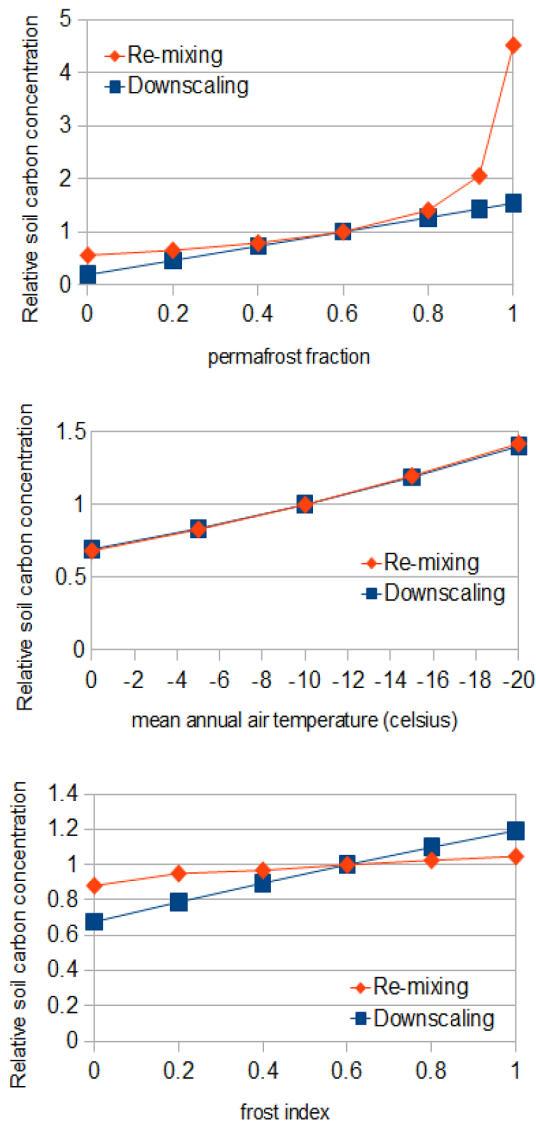 Relative soil carbon concentration
5
4
3
2
1
0
Re-mixing
Downscaling
0 0.2 0.4 0.6 0.8 1
permafrost fraction
Relative soil carbon concentration
1.5
1
0.5
0
Re-mixing
Downscaling
0 -2 -4 -6 -8 -10 -12 -14 -16 -18 -20
mean annual air temperature (celsius)
Relative soil carbon concentration
1.4
1.2
1
0.8
0.6
0.4
0.2
0
Re-mixing
Downscaling
0 0.2 0.4 0.6 0.8 1
frost index